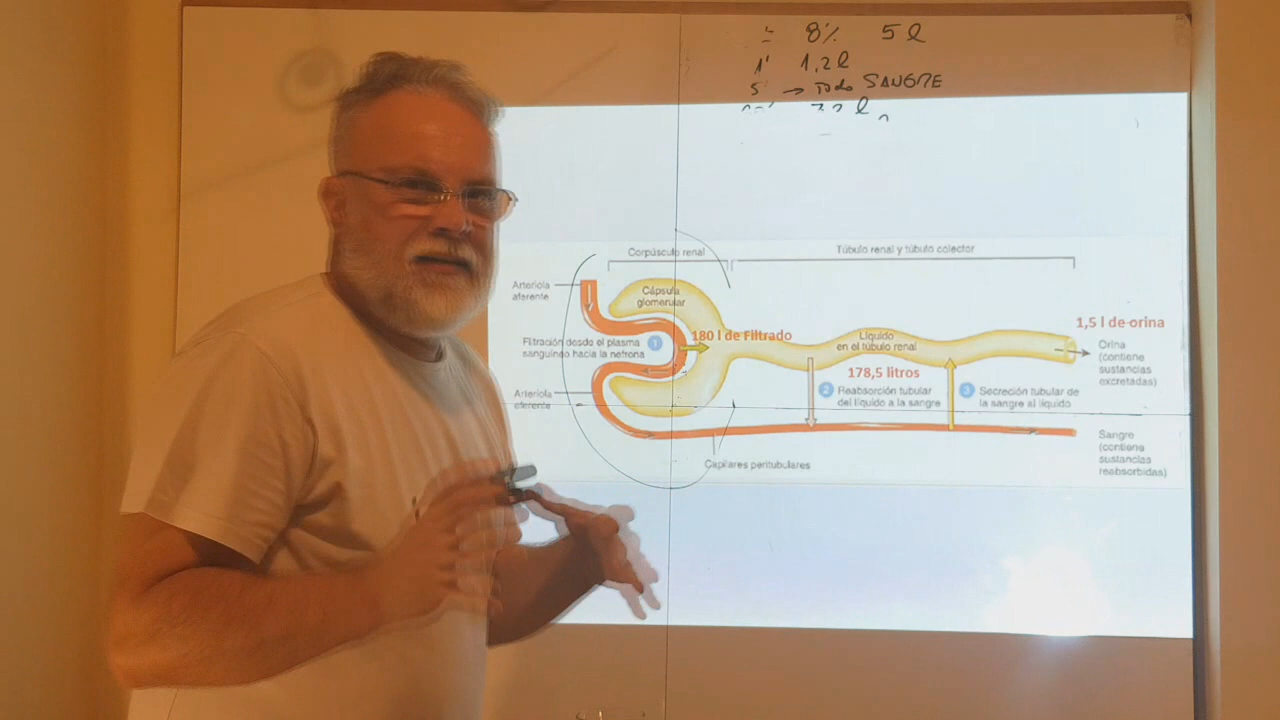 = 8% 5 l
1' 1,2 l
5' → Todo SANGRE
Corpúsculo renal
Túbulo renal y túbulo colector
Arteriola
aferente
Cápsula
glomerular
180 l de Filtrado
1,5 l de orina
Filtración desde el plasma
sanguíneo hacia la nefrona
1
Líquido
en el túbulo renal
Orina
(contiene
sustancias
excretadas)
178,5 litros
2 Reabsorción tubular
del líquido a la sangre
3 Secreción tubular de
la sangre al líquido
Arteriola
eferente
Capilares peritubulares
Sangre
(contiene
sustancias
reabsorbidas)